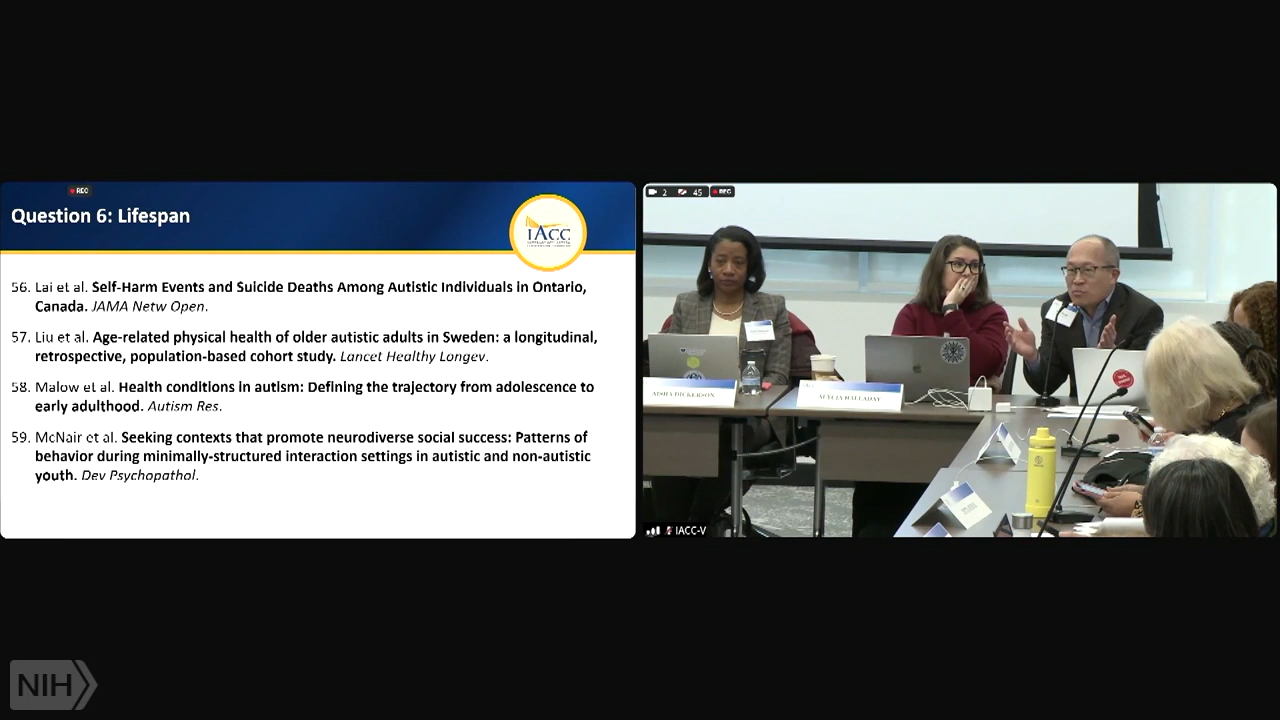 REC
Question 6: Lifespan
IACC
56. Lai et al. Self-Harm Events and Suicide Deaths Among Autistic Individuals in Ontario,
Canada. JAMA Netw Open.
57. Liu et al. Age-related physical health of older autistic adults in Sweden: a longitudinal,
retrospective, population-based cohort study. Lancet Healthy Longev.
58. Malow et al. Health conditions in autism: Defining the trajectory from adolescence to
early adulthood. Autism Res.
59. McNair et al. Seeking contexts that promote neurodiverse social success: Patterns of
behavior during minimally-structured interaction settings in autistic and non-autistic
youth. Dev Psychopathol.
2 45 REC
AISHA DICKERSON
ALYCIA HALLADAY
IACC-V
NIH